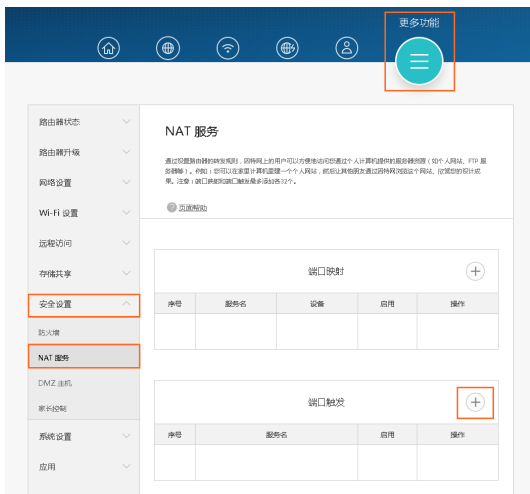 更多功能
路由器状态
路由器升级
网络设置
Wi-Fi 设置
远程访问
存储共享
安全设置
防火墙
NAT 服务
DMZ 主机
家长控制
系统设置
应用
NAT 服务
通过设置路由器的转发规则，因特网上的用户可以方便地访问您通过个人计算机提供的服务器资源（如个人网站、FTP 服
务器等）。例如：您可以在家里计算机搭建一个个人网站，然后让其他朋友通过因特网浏览这个网站、欣赏您的设计成
果。注意：端口映射和端口触发最多添加各32个。
页面帮助
端口映射
序号 服务名 设备 启用 操作
端口触发
序号 服务名 启用 操作